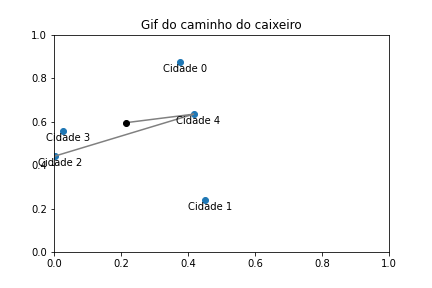 Gif do caminho do caixeiro
1.0
Cidade 0
0.8
0.6
Cidade 4
Cidade 3
0.4
Cidade 2
0.2
Cidade 1
0.0
0.0 0.2 0.4 0.6 0.8 1.0